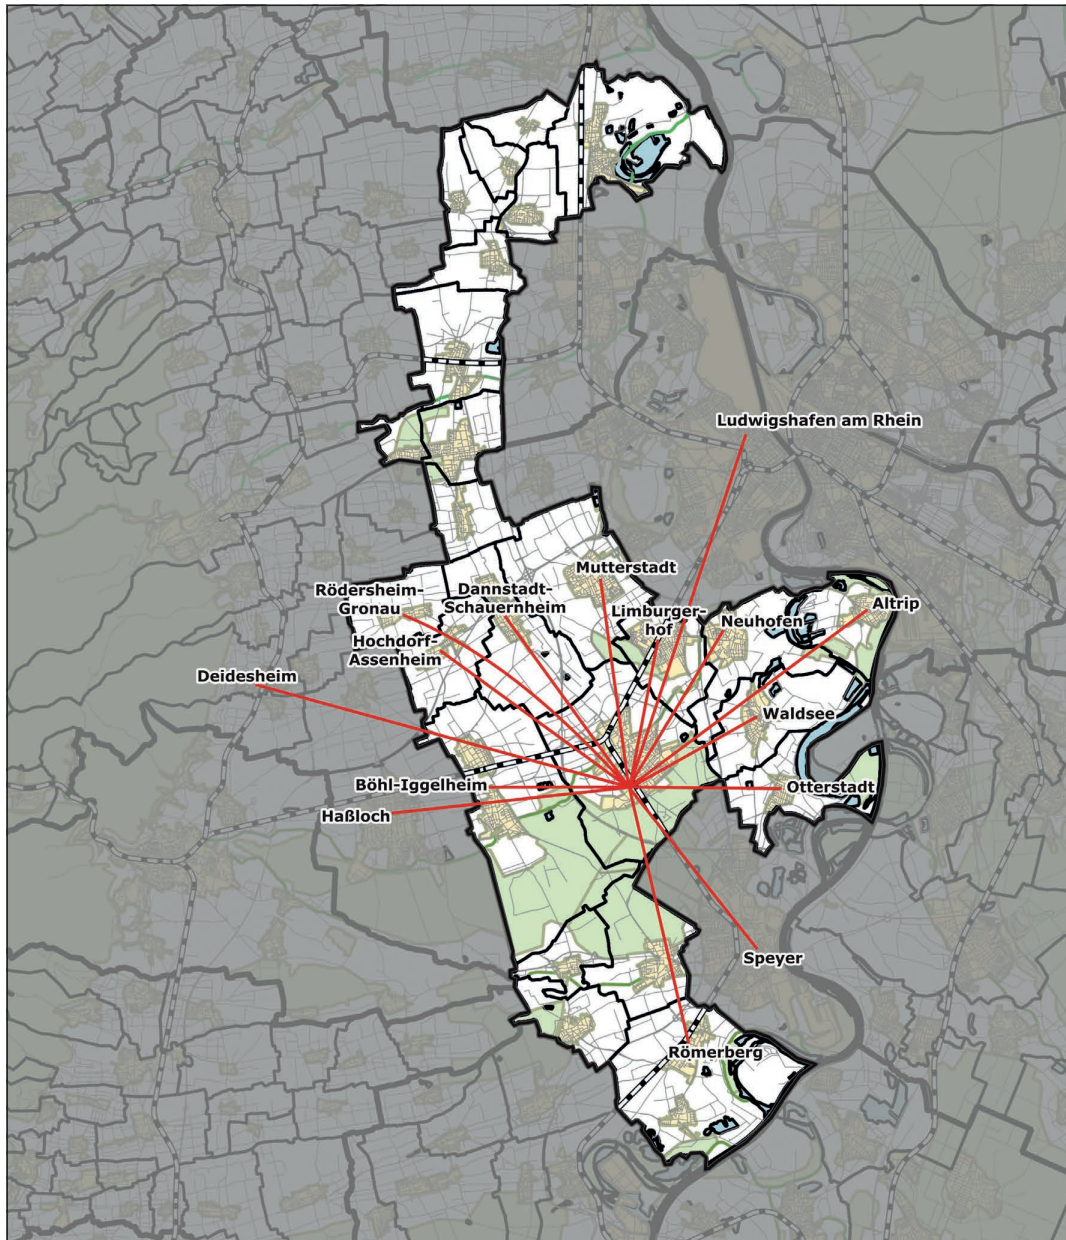 Ludwigshafen am Rhein
Mutterstadt
Rödersheim-
Gronau
Dannstadt-
Schauernheim
Limburger-
hof
Neuhofen
Altrip
Hochdorf-
Assenheim
Deidesheim
Waldsee
Böhl-Iggelheim
Otterstadt
Haßloch
Speyer
Römerberg